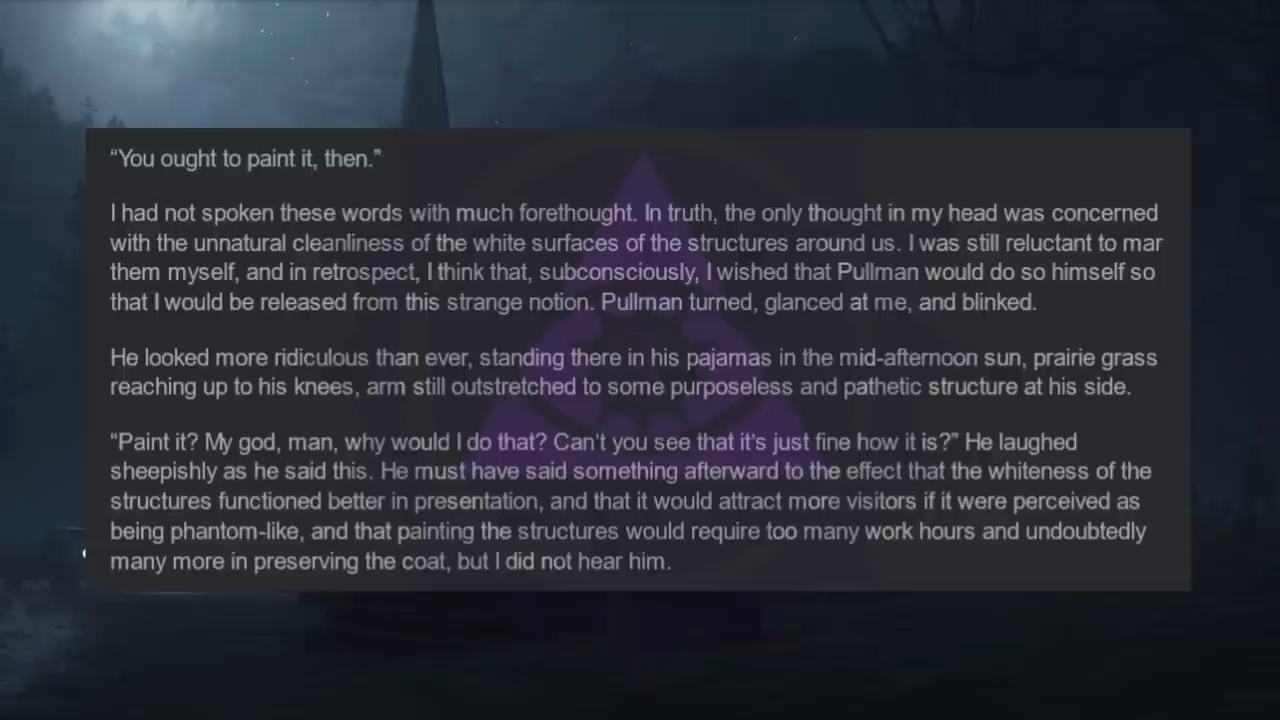 “You ought to paint it, then.”
I had not spoken these words with much forethought. In truth, the only thought in my head was concerned
with the unnatural cleanliness of the white surfaces of the structures around us. I was still reluctant to mar
them myself, and in retrospect, I think that, subconsciously, I wished that Pullman would do so himself so
that I would be released from this strange notion. Pullman turned, glanced at me, and blinked.
He looked more ridiculous than ever, standing there in his pajamas in the mid-afternoon sun, prairie grass
reaching up to his knees, arm still outstretched to some purposeless and pathetic structure at his side.
“Paint it? My god, man, why would I do that? Can't you see that it’s just fine how it is?” He laughed
sheepishly as he said this. He must have said something afterward to the effect that the whiteness of the
structures functioned better in presentation, and that it would attract more visitors if it were perceived as
being phantom-like, and that painting the structures would require too many work hours and undoubtedly
many more in preserving the coat, but I did not hear him.